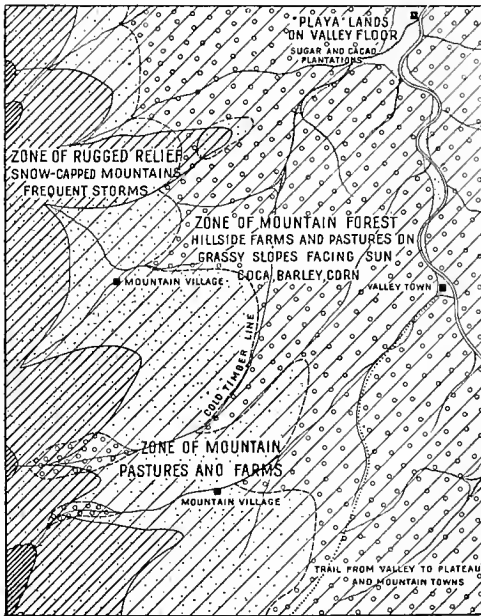 "PLAYA" LANDS
ON VALLEY FLOOR
SUGAR AND CACAO
PLANTATIONS
ZONE OF RUGGED RELIEF
SNOW-CAPPED MOUNTAINS
FREQUENT STORMS
ZONE OF MOUNTAIN FOREST
HILLSIDE FARMS AND PASTURES ON
GRASSY SLOPES FACING SUN
COCA, BARLEY, CORN
MOUNTAIN VILLAGE
VALLEY TOWN
COLD TIMBER LINE
ZONE OF MOUNTAIN
PASTURES AND FARMS
MOUNTAIN VILLAGE
TRAIL FROM VALLEY TO PLATEAU
AND MOUNTAIN TOWNS